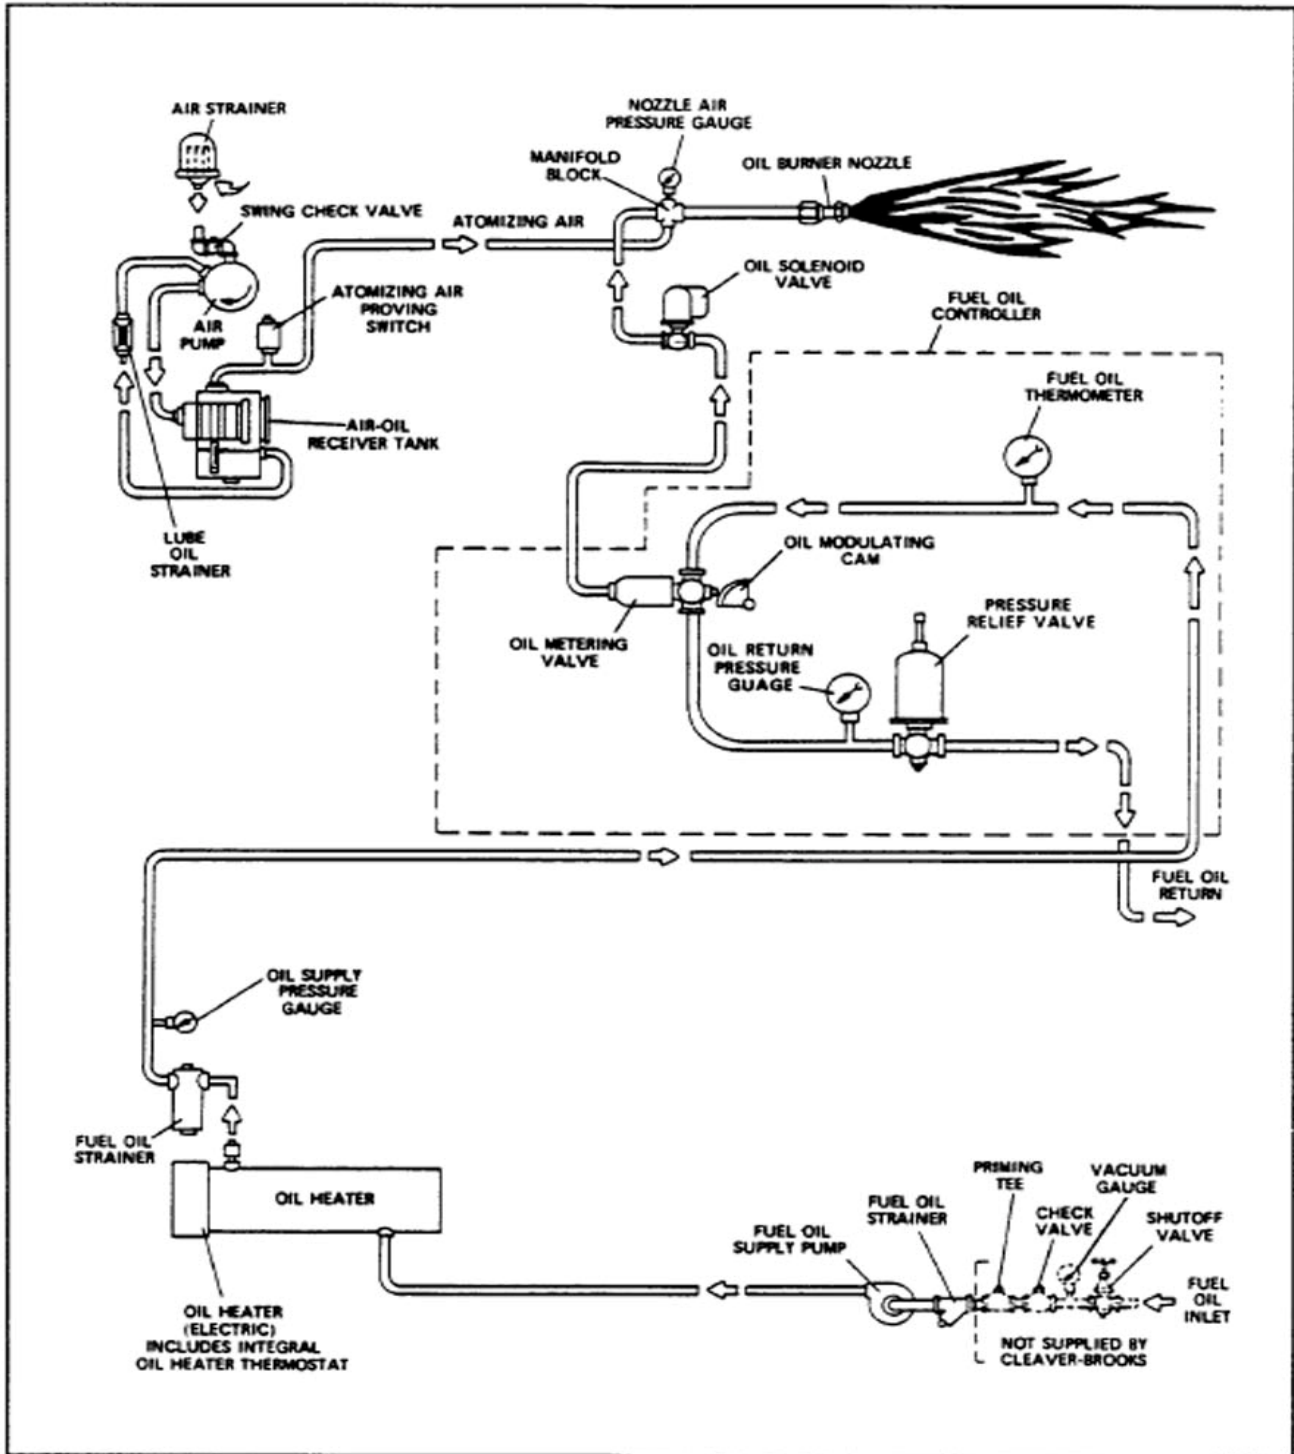 AIR STRAINER
SWING CHECK VALVE
AIR
PUMP
ATOMIZING AIR
PROVING
SWITCH
AIR-OIL
RECEIVER TANK
LUBE
OIL
STRAINER
ATOMIZING AIR
MANIFOLD
BLOCK
NOZZLE AIR
PRESSURE GAUGE
OIL BURNER NOZZLE
OIL SOLENOID
VALVE
FUEL OIL
CONTROLLER
FUEL OIL
THERMOMETER
OIL MODULATING
CAM
OIL METERING
VALVE
OIL RETURN
PRESSURE
GUAGE
PRESSURE
RELIEF VALVE
FUEL OIL
RETURN
OIL SUPPLY
PRESSURE
GAUGE
FUEL OIL
STRAINER
OIL HEATER
OIL HEATER
(ELECTRIC)
INCLUDES INTEGRAL
OIL HEATER THERMOSTAT
FUEL OIL
SUPPLY PUMP
FUEL OIL
STRAINER
PRIMING
TEE
CHECK
VALVE
VACUUM
GAUGE
SHUTOFF
VALVE
FUEL
OIL
INLET
NOT SUPPLIED BY
CLEAVER-BROOKS